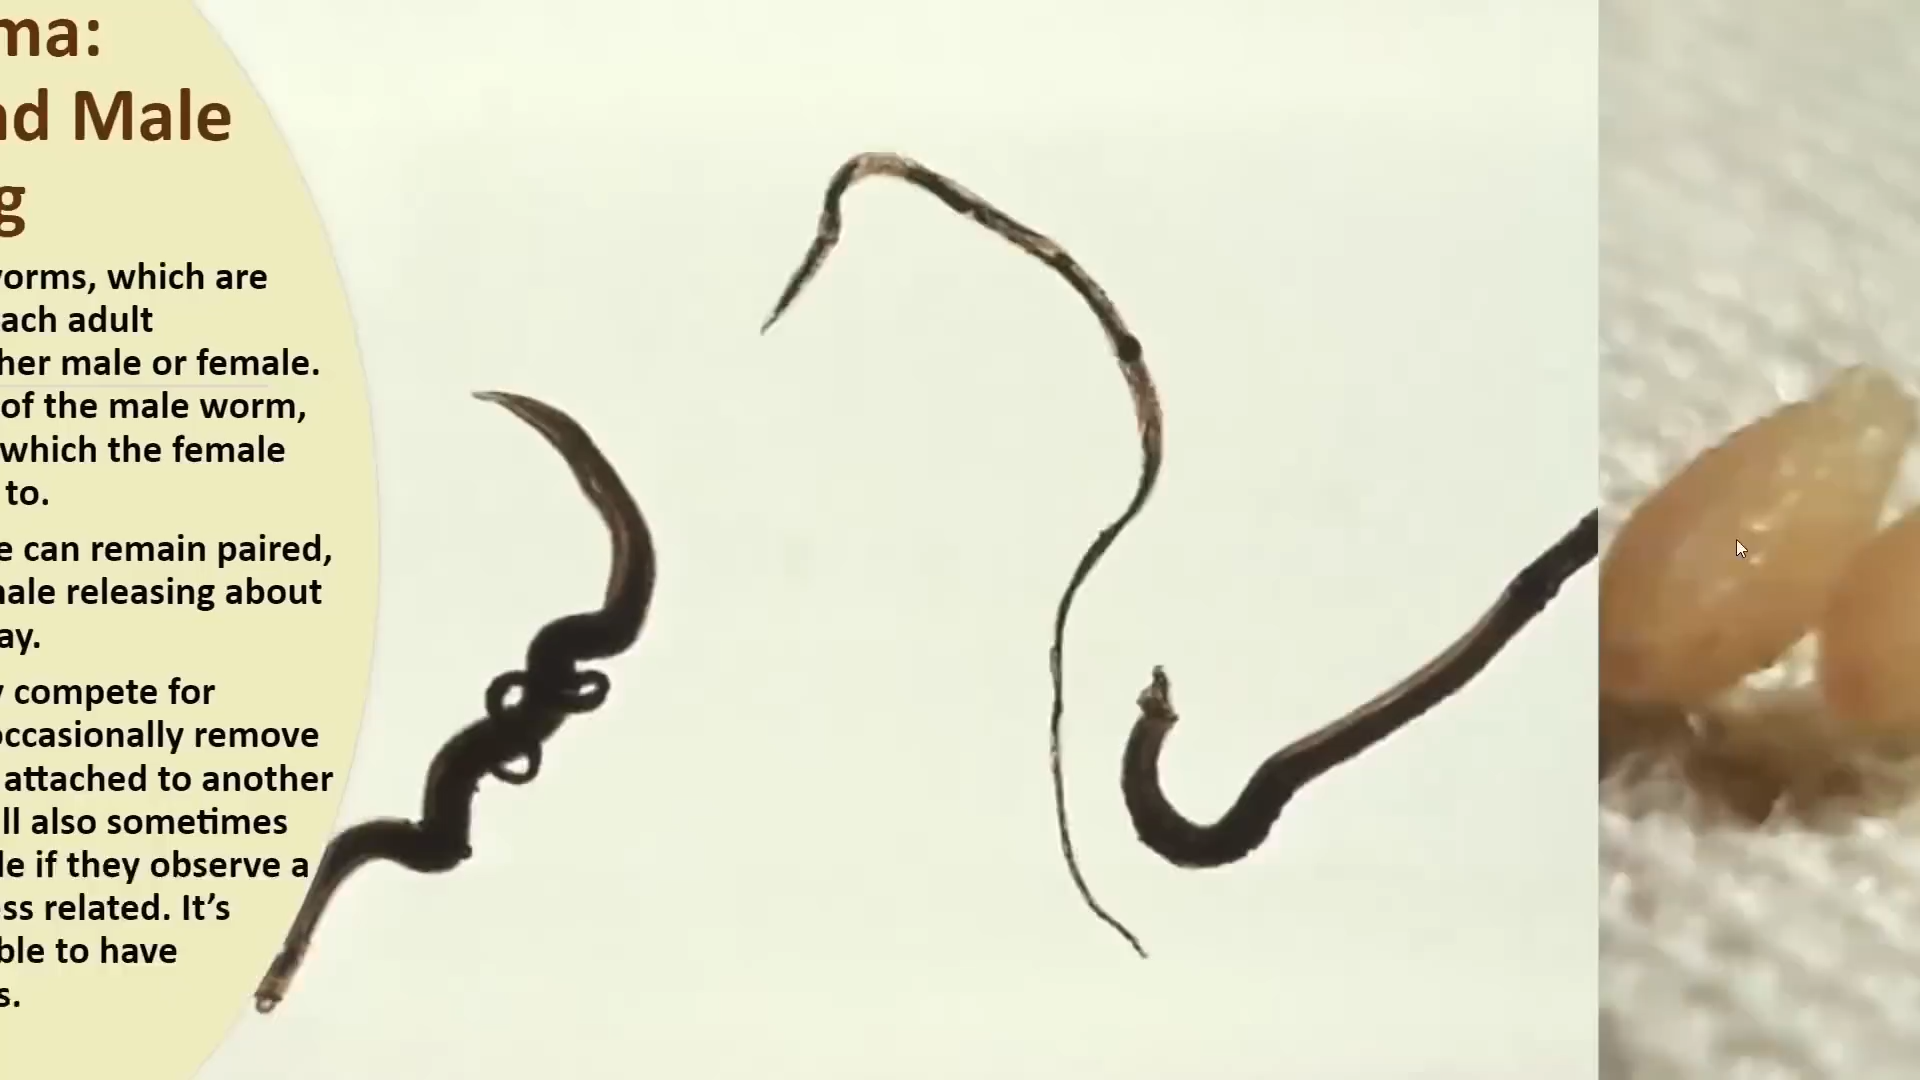 ma:
nd Male
g
vorms, which are
ach adult
her male or female.
of the male worm,
which the female
to.
e can remain paired,
nale releasing about
ay.
y compete for
occasionally remove
attached to another
ll also sometimes
le if they observe a
ss related. It’s
ble to have
s.